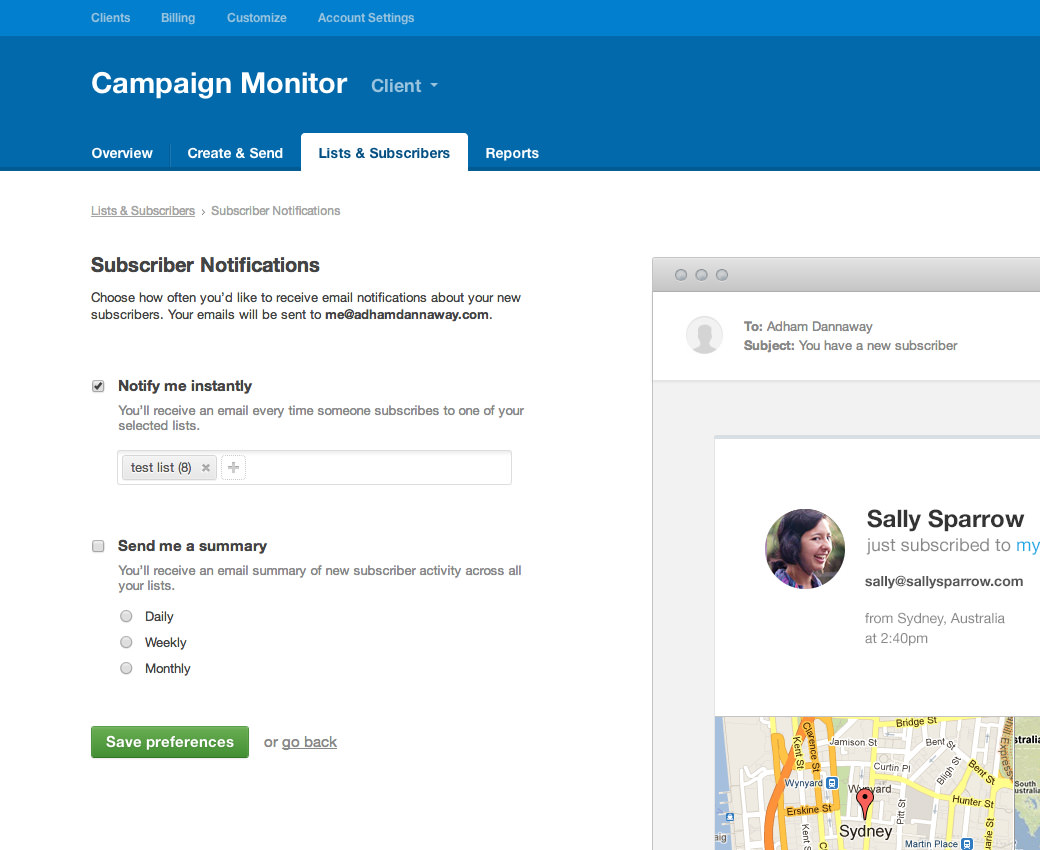 Clients Billing Customize Account Settings
Campaign Monitor Client
Overview Create & Send Lists & Subscribers Reports
Lists & Subscribers › Subscriber Notifications
Subscriber Notifications
Choose how often you'd like to receive email notifications about your new
subscribers. Your emails will be sent to me@adhamdannaway.com.
Notify me instantly
You'll receive an email every time someone subscribes to one of your
selected lists.
test list (8)
Send me a summary
You'll receive an email summary of new subscriber activity across all
your lists.
Daily
Weekly
Monthly
Save preferences or go back
To: Adham Dannaway
Subject: You have a new subscriber
Sally Sparrow
just subscribed to my
sally@sallysparrow.com
from Sydney, Australia
at 2:40pm
Bridge St
Clarence St
Kent St
Jamison St
Bent St
Curtin Pl
Bligh St
Bent St
Wynyard
Wynyard
Hunter St
Erskine St
Pitt St
Sydney
Kent St
Martin Place
South